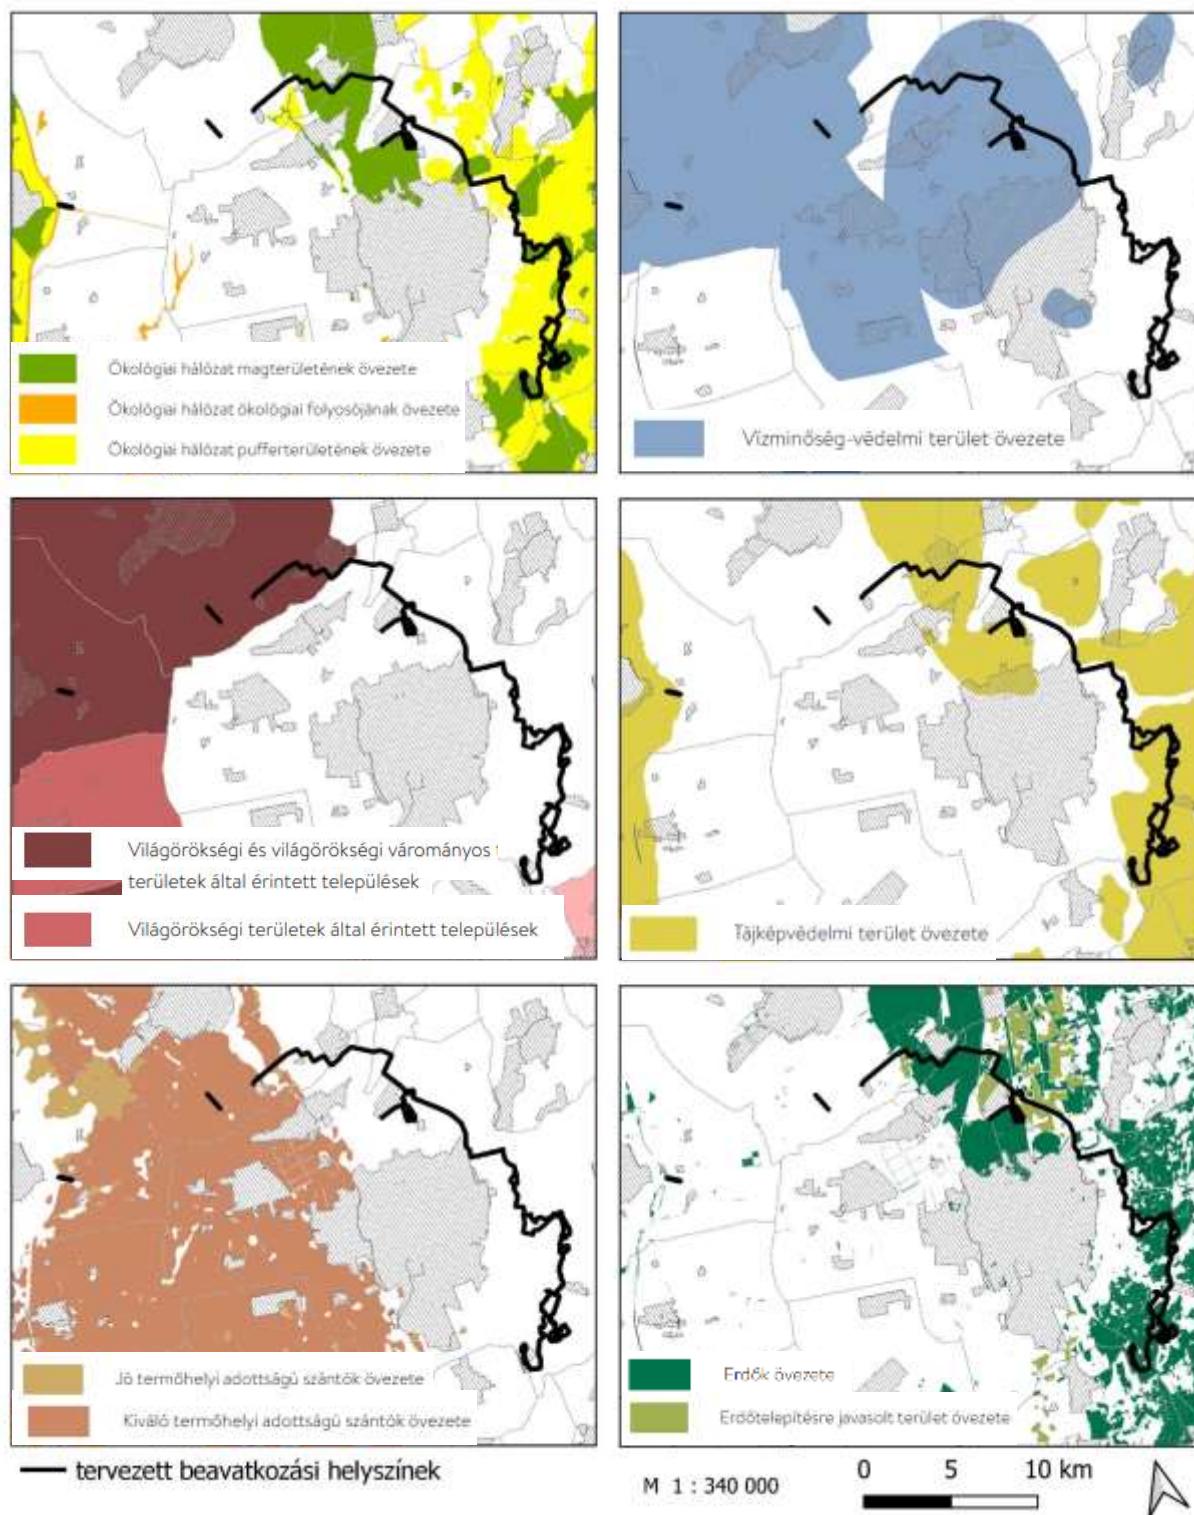 Ökológiai hálózat magterületének övezete
Ökológiai hálózat ökológiai folyosójának övezete
Ökológiai hálózat pufferterületének övezete
Vízminőség-védelmi terület övezete
Világörökségi és világörökségi várományos
területek által érintett települések
Világörökségi területek által érintett települések
Tájképvédelmi terület övezete
Jó termőhelyi adottságú szántók övezete
Kiváló termőhelyi adottságú szántók övezete
Erdők övezete
Erdőtelepítésre javasolt terület övezete
tervezett beavatkozási helyszínek
M 1 : 340 000
0 5 10 km